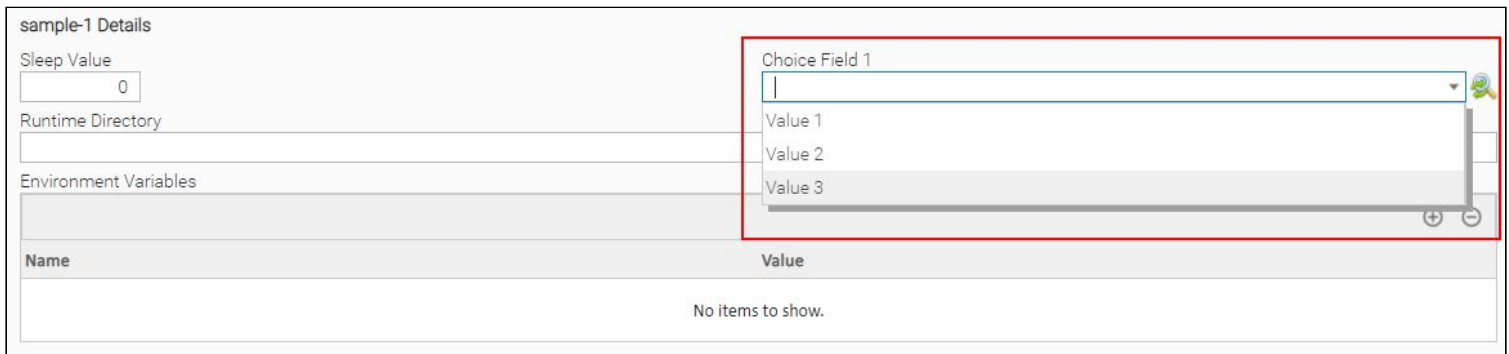 sample-1 Details
Sleep Value
0
Choice Field 1
Value 1
Value 2
Value 3
Runtime Directory
Environment Variables
Name Value
No items to show.